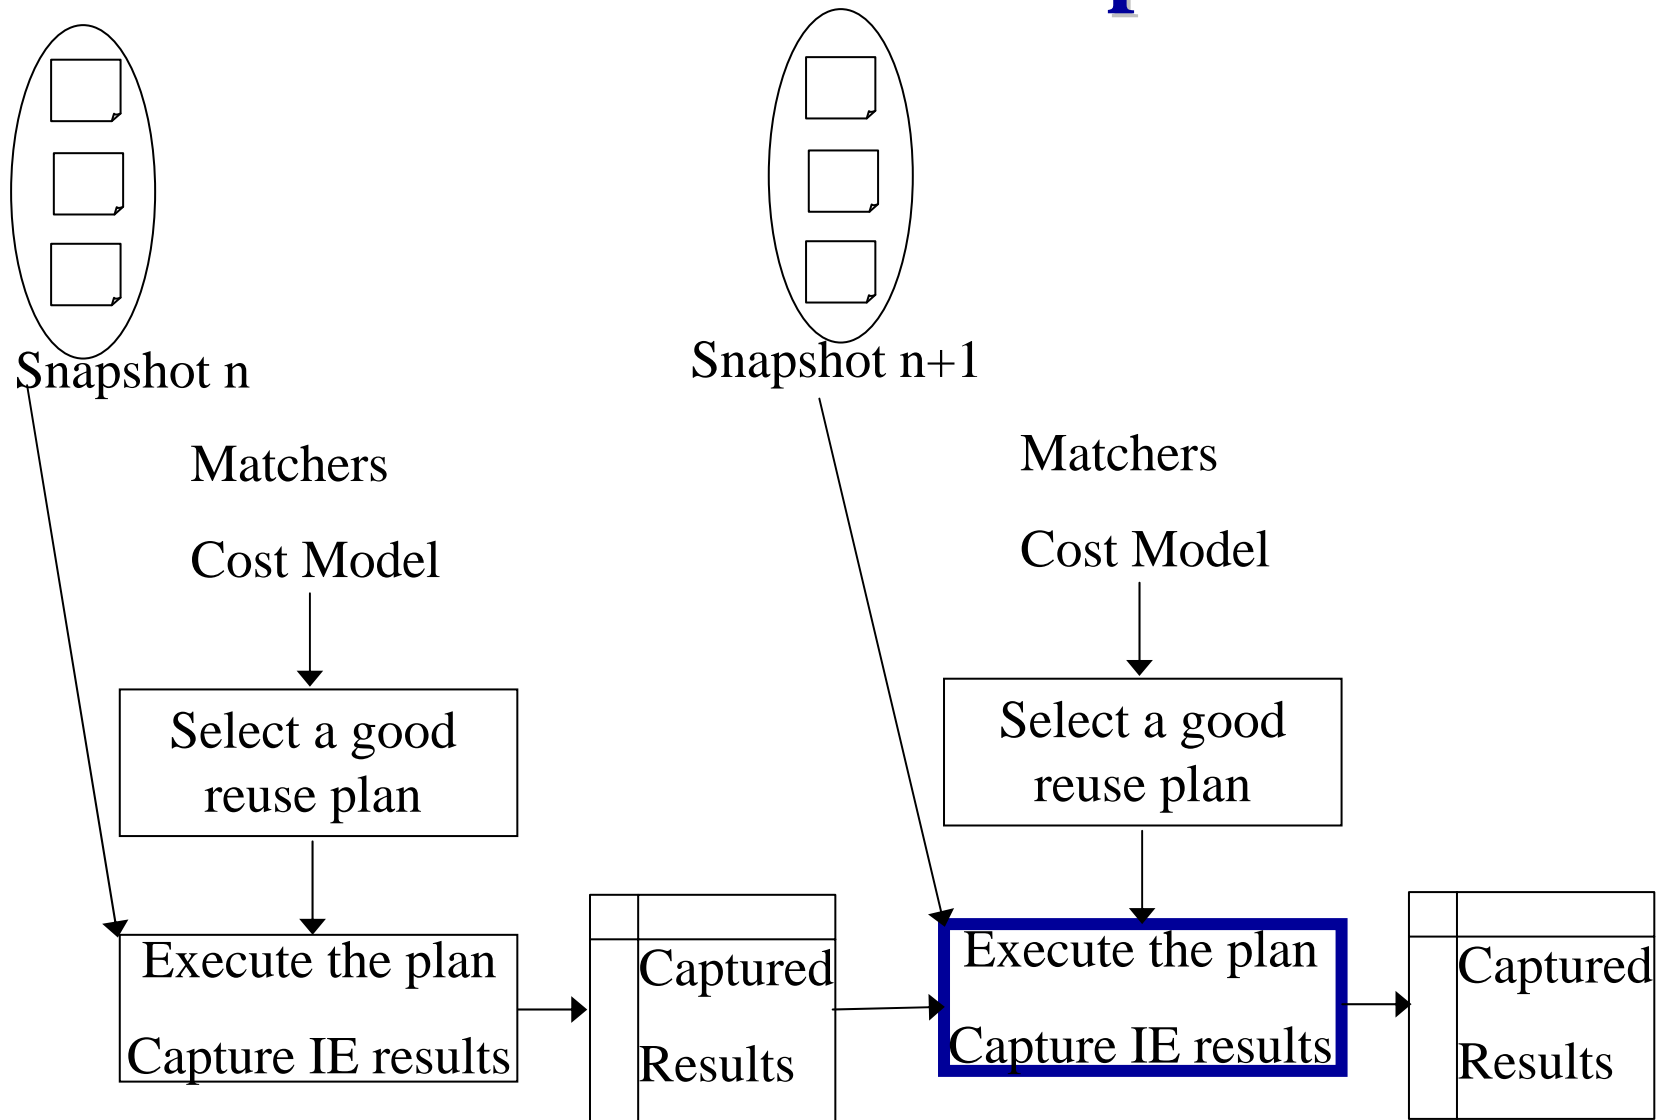 Snapshot n
Matchers
Cost Model
Select a good
reuse plan
Execute the plan
Capture IE results
Captured
Results
Snapshot n+1
Matchers
Cost Model
Select a good
reuse plan
Execute the plan
Capture IE results
Captured
Results